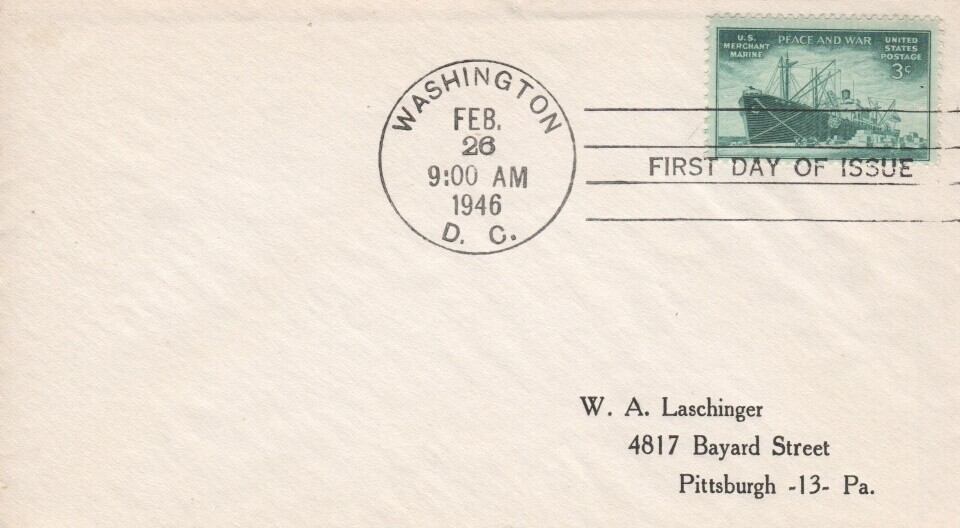 U.S.
MERCHANT
MARINE
PEACE AND WAR
UNITED
STATES
POSTAGE
3¢
WASHINGTON
FEB.
26
9:00 AM
1946
D. C.
FIRST DAY OF ISSUE
W. A. Laschinger
4817 Bayard Street
Pittsburgh -13- Pa.